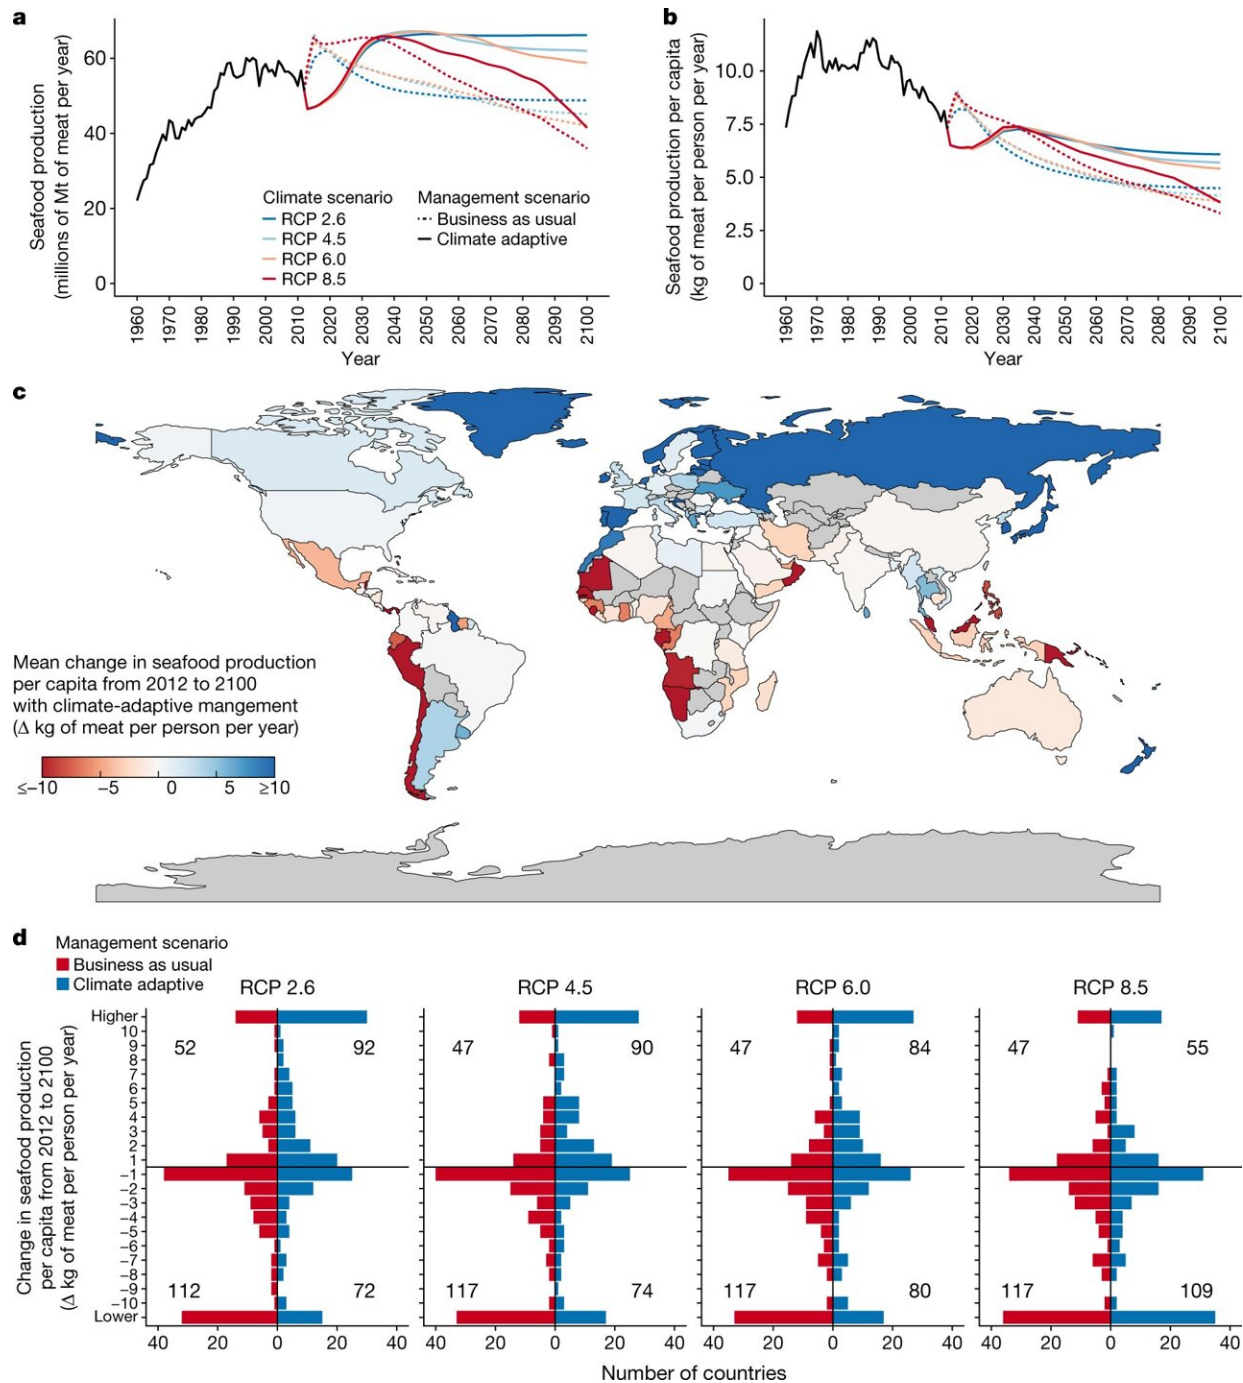 a
Seafood production
(millions of Mt of meat per year)
60
40
20
0
1960
1970
1980
1990
2000
2010
2020
2030
2040
2050
2060
2070
2080
2090
2100
Year
Climate scenario
RCP 2.6
RCP 4.5
RCP 6.0
RCP 8.5
Management scenario
Business as usual
Climate adaptive
b
Seafood production per capita
(kg of meat per person per year)
10.0
7.5
5.0
2.5
0
1960
1970
1980
1990
2000
2010
2020
2030
2040
2050
2060
2070
2080
2090
2100
Year
c
Mean change in seafood production
per capita from 2012 to 2100
with climate-adaptive mangement
(Δ kg of meat per person per year)
≤–10 –5 0 5 ≥10
d
Management scenario
Business as usual
Climate adaptive
Change in seafood production
per capita from 2012 to 2100
(Δ kg of meat per person per year)
RCP 2.6 RCP 4.5 RCP 6.0 RCP 8.5
Higher
10
9
8
7
6
5
4
3
2
1
–1
–2
–3
–4
–5
–6
–7
–8
–9
–10
Lower
52 92 47 90 47 84 47 55
112 72 117 74 117 80 117 109
40 20 0 20 40 40 20 0 20 40 40 20 0 20 40 40 20 0 20 40
Number of countries